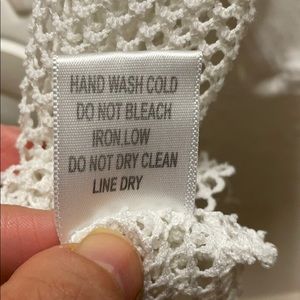 HAND WASH COLD
DO NOT BLEACH
IRON,LOW
DO NOT DRY CLEAN
LINE DRY